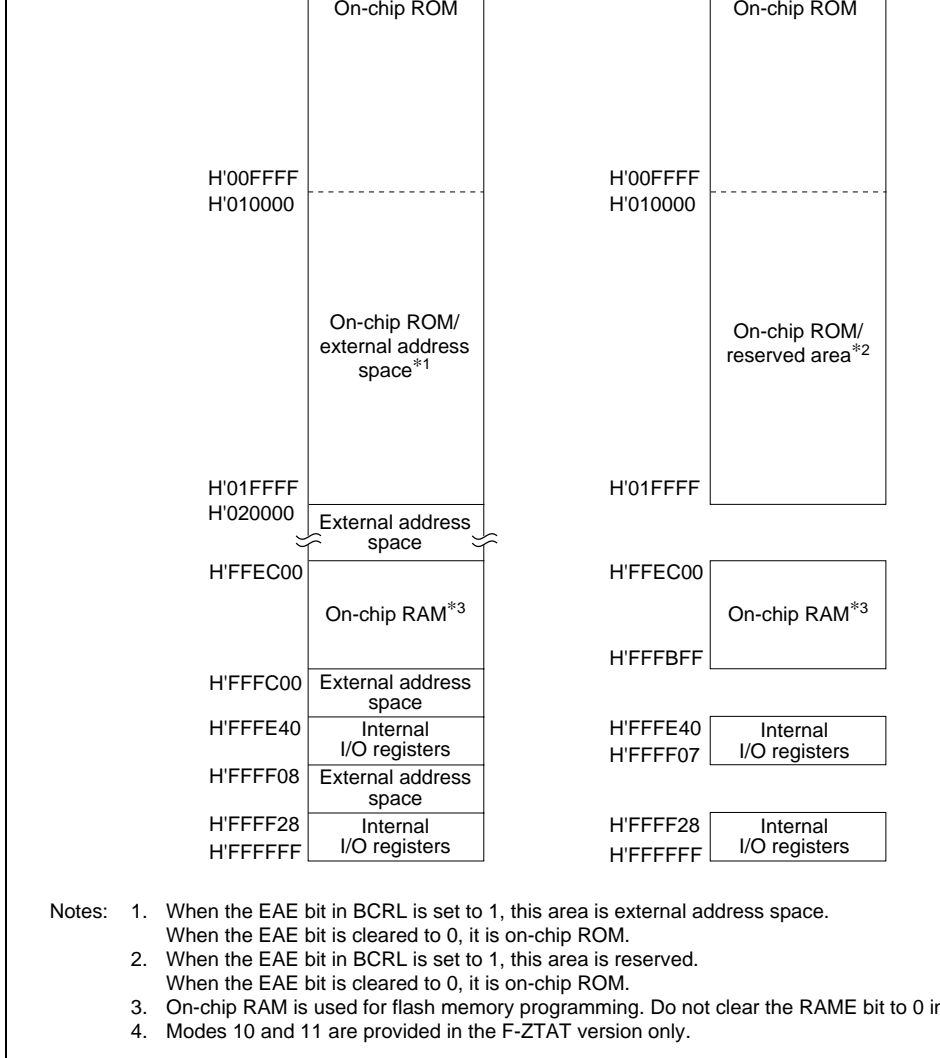 On-chip ROM
On-chip ROM
H'00FFFF
H'010000
H'00FFFF
H'010000
On-chip ROM/
external address
space*1
On-chip ROM/
reserved area*2
H'01FFFF
H'020000
H'01FFFF
External address
space
H'FFEC00
H'FFEC00
On-chip RAM*3
On-chip RAM*3
H'FFFBFF
H'FFFC00
External address
space
H'FFFE40
Internal
I/O registers
H'FFFE40
H'FFFF07
Internal
I/O registers
H'FFFF08
External address
space
H'FFFF28
H'FFFFFF
Internal
I/O registers
H'FFFF28
H'FFFFFF
Internal
I/O registers
Notes: 1. When the EAE bit in BCRL is set to 1, this area is external address space.
When the EAE bit is cleared to 0, it is on-chip ROM.
2. When the EAE bit in BCRL is set to 1, this area is reserved.
When the EAE bit is cleared to 0, it is on-chip ROM.
3. On-chip RAM is used for flash memory programming. Do not clear the RAME bit to 0
4. Modes 10 and 11 are provided in the F-ZTAT version only.